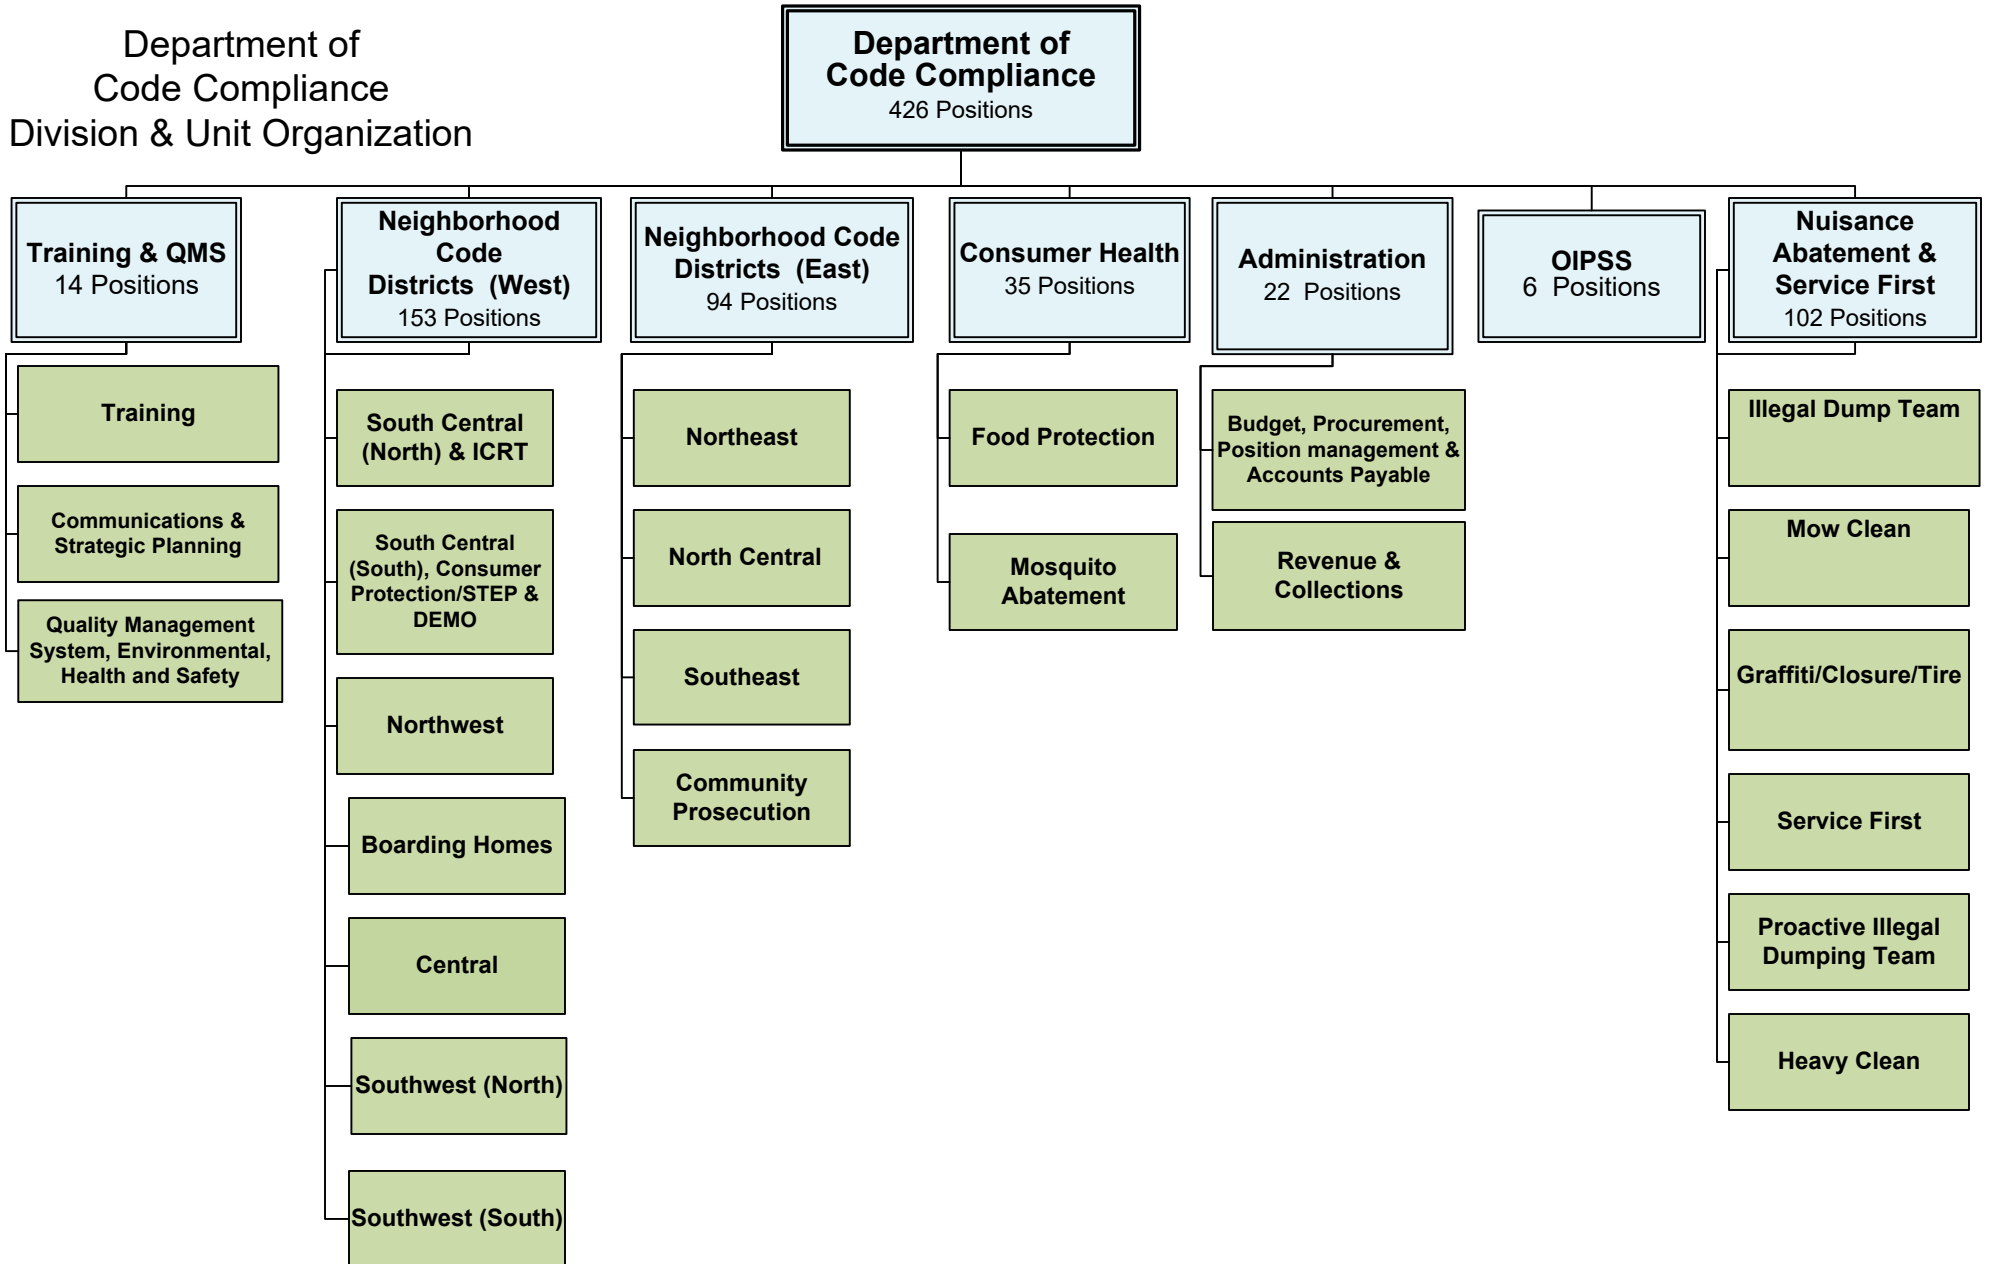 Department of
Code Compliance
Division & Unit Organization
Department of
Code Compliance
426 Positions
Training & QMS
14 Positions
Training
Communications &
Strategic Planning
Quality Management
System, Environmental,
Health and Safety
Neighborhood
Code
Districts (West)
153 Positions
South Central
(North) & ICRT
South Central
(South), Consumer
Protection/STEP &
DEMO
Northwest
Boarding Homes
Central
Southwest (North)
Southwest (South)
Neighborhood Code
Districts (East)
94 Positions
Northeast
North Central
Southeast
Community
Prosecution
Consumer Health
35 Positions
Food Protection
Mosquito
Abatement
Administration
22 Positions
Budget, Procurement,
Position management &
Accounts Payable
Revenue &
Collections
OIPSS
6 Positions
Nuisance
Abatement &
Service First
102 Positions
Illegal Dump Team
Mow Clean
Graffiti/Closure/Tire
Service First
Proactive Illegal
Dumping Team
Heavy Clean